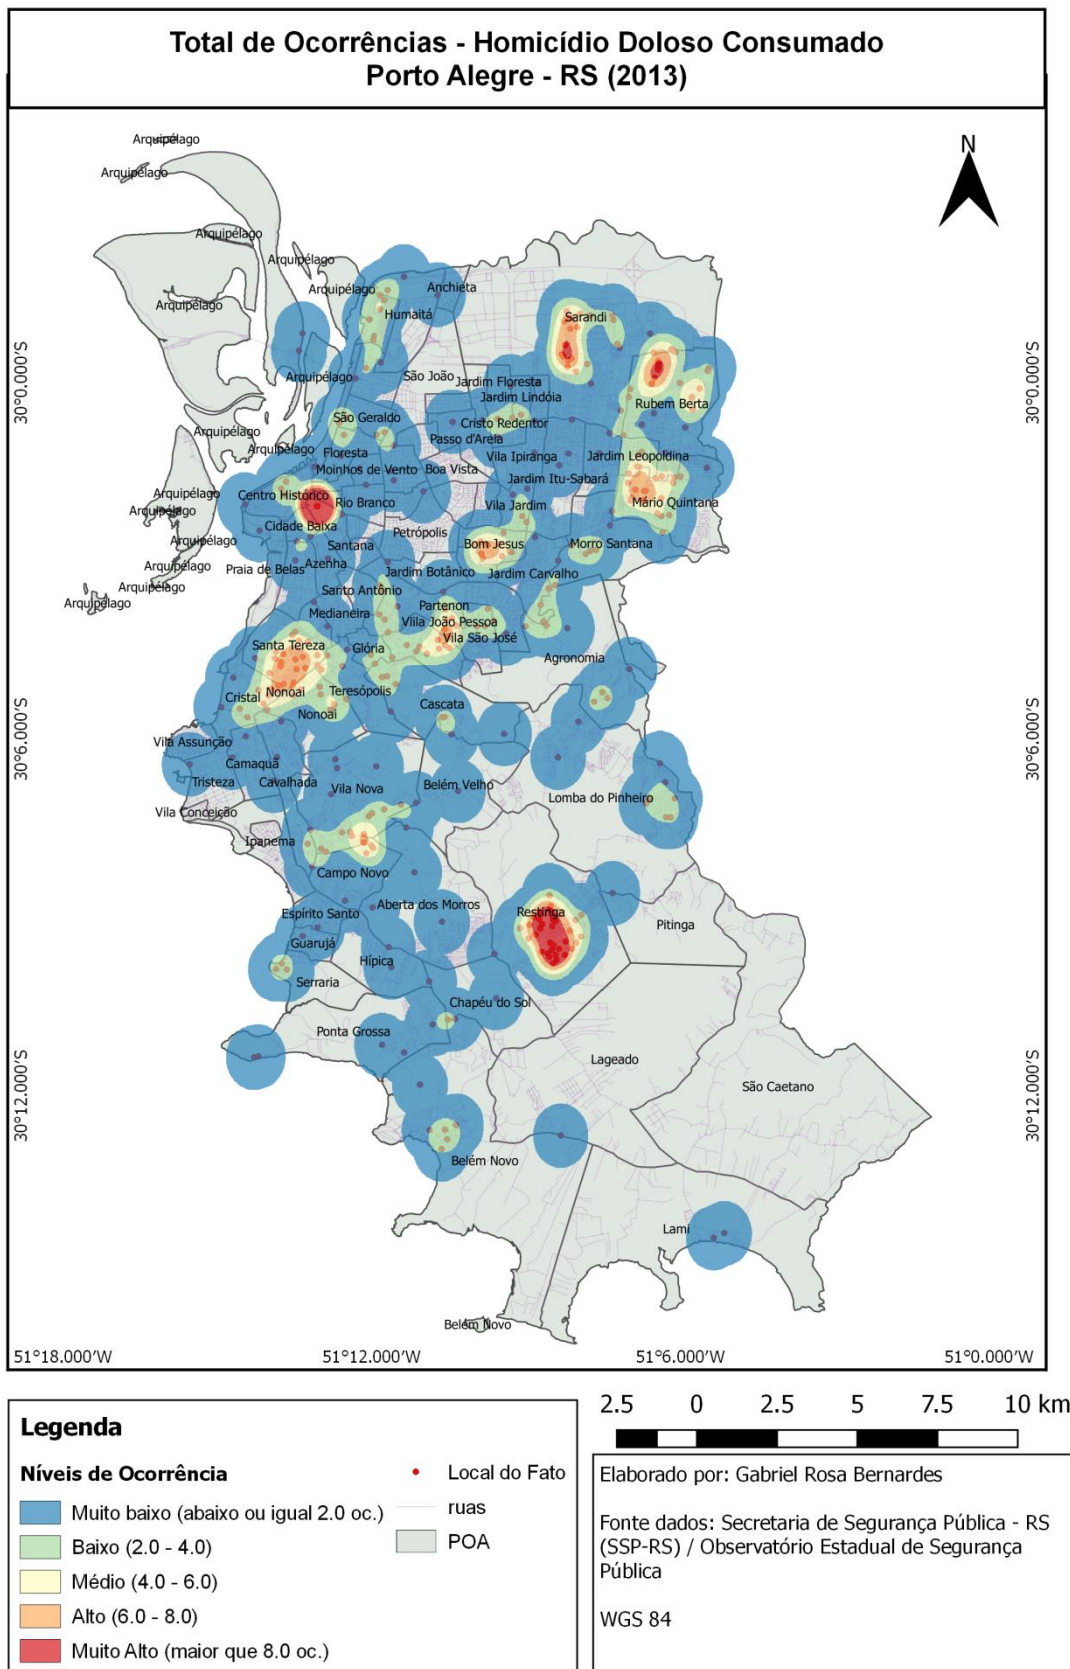 Total de Ocorrências - Homicídio Doloso Consumado
Porto Alegre - RS (2013)
N
Arquipélago
Arquipélago
Arquipélago
Arquipélago
Arquipélago
Anchieta
Arquipélago
Humaitá
Sarandi
30°0.000'S
30°0.000'S
Arquipélago
São João
Jardim Floresta
Jardim Lindóia
Rubem Berta
São Geraldo
Cristo Redentor
Arquipélago
Passo d'Areia
Arquipélago
Floresta
Vila Ipiranga
Jardim Leopoldina
Moinhos de Vento
Boa Vista
Jardim Itu-Sabará
Arquipélago
Centro Histórico
Rio Branco
Vila Jardim
Mário Quintana
Arquipélago
Cidade Baixa
Petrópolis
Arquipélago
Santana
Bom Jesus
Morro Santana
Azenha
Arquipélago
Praia de Belas
Jardim Botânico
Jardim Carvalho
Arquipélago
Santo Antônio
Arquipélago
Partenon
Medianeira
Vlila João Pessoa
Vila São José
Santa Tereza
Glória
Agronomia
Cristal
Nonoai
Teresópolis
Cascata
Nonoai
30°6.000'S
30°6.000'S
Vila Assunção
Camaquã
Tristeza
Cavalhada
Vila Nova
Belém Velho
Lomba do Pinheiro
Vila Conceição
Ipanema
Campo Novo
Aberta dos Morros
Espírito Santo
Restinga
Pitinga
Guarujá
Hípica
Serraria
Chapéu do Sol
Ponta Grossa
Lageado
São Caetano
30°12.000'S
30°12.000'S
Belém Novo
Lami
Belém Novo
51°18.000'W
51°12.000'W
51°6.000'W
51°0.000'W
Legenda
Níveis de Ocorrência
Muito baixo (abaixo ou igual 2.0 oc.)
Baixo (2.0 - 4.0)
Médio (4.0 - 6.0)
Alto (6.0 - 8.0)
Muito Alto (maior que 8.0 oc.)
Local do Fato
ruas
POA
2.5 0 2.5 5 7.5 10 km
Elaborado por: Gabriel Rosa Bernardes
Fonte dados: Secretaria de Segurança Pública - RS
(SSP-RS) / Observatório Estadual de Segurança
Pública
WGS 84